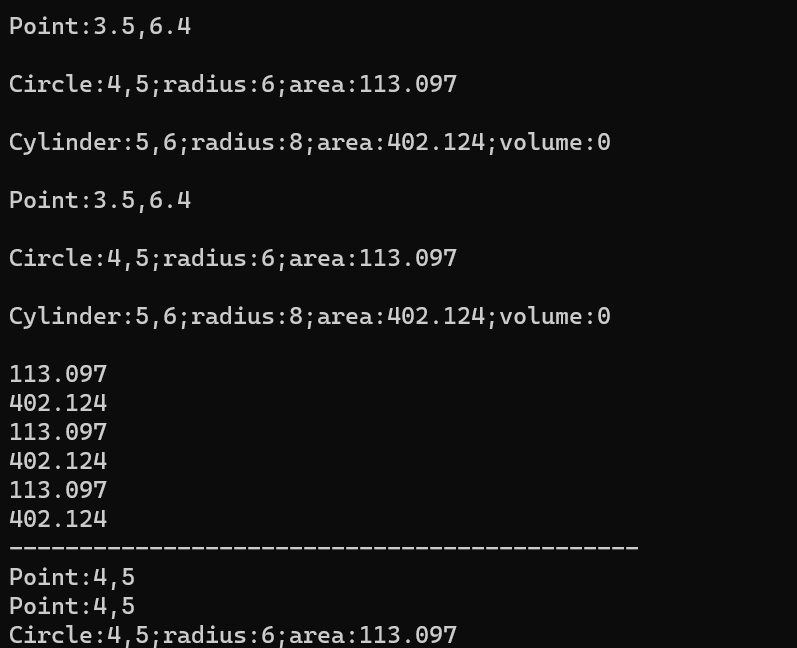 Point:3.5,6.4
Circle:4,5;radius:6;area:113.097
Cylinder:5,6;radius:8;area:402.124;volume:0
Point:3.5,6.4
Circle:4,5;radius:6;area:113.097
Cylinder:5,6;radius:8;area:402.124;volume:0
113.097
402.124
113.097
402.124
113.097
402.124
---------------------------------------------
Point:4,5
Point:4,5
Circle:4,5;radius:6;area:113.097